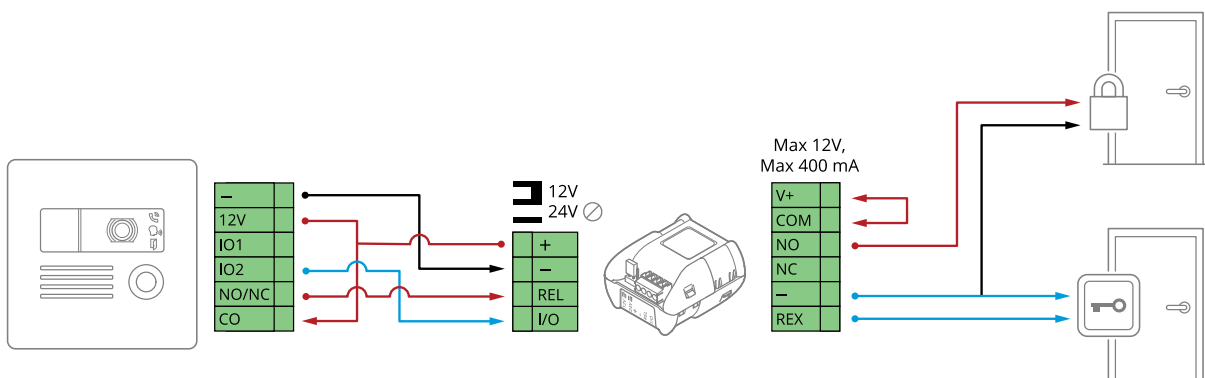 –
12V
IO1
IO2
NO/NC
CO
12V
24V
+
–
REL
I/O
Max 12V,
Max 400 mA
V+
COM
NO
NC
–
REX